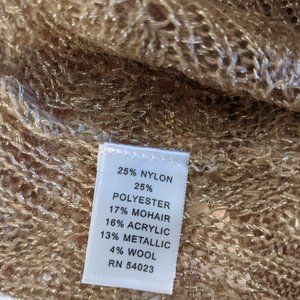 25% NYLON
25%
POLYESTER
17% MOHAIR
16% ACRYLIC
13% METALLIC
4% WOOL
RN 54023